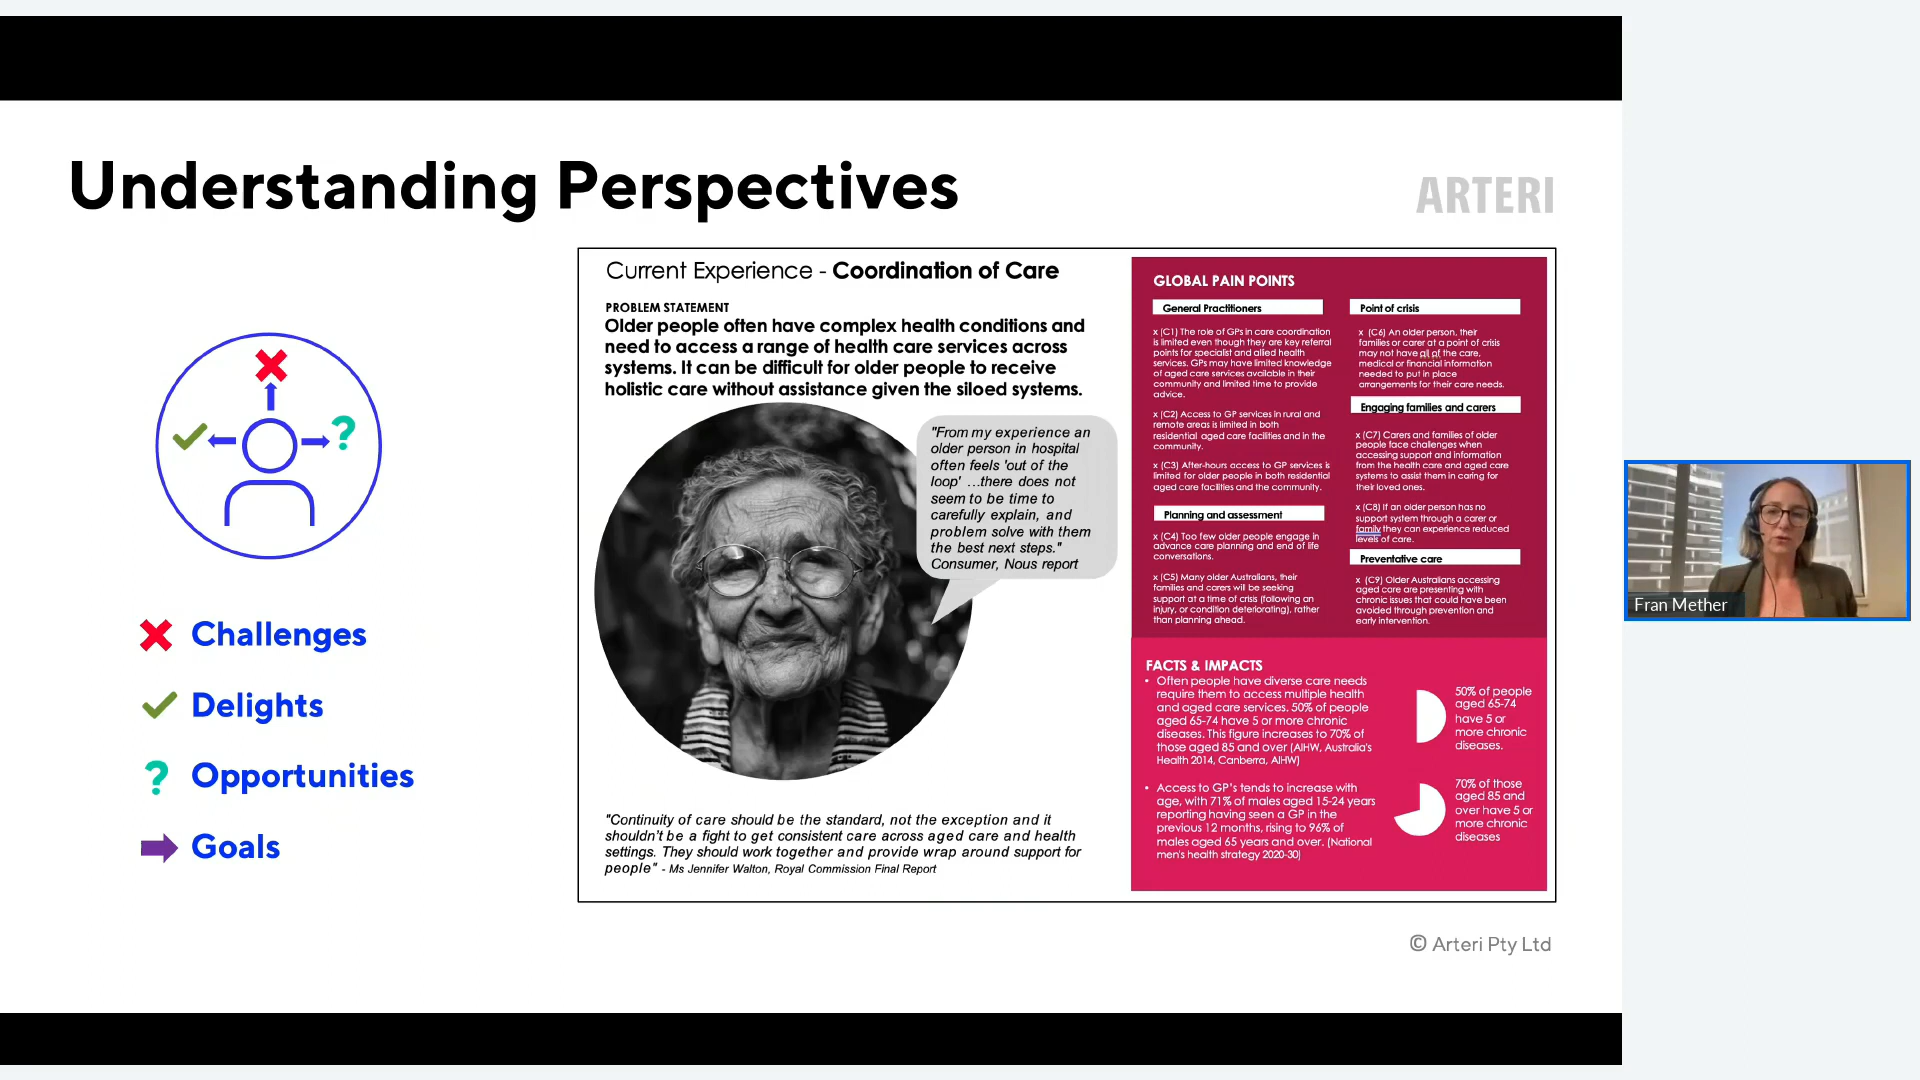 Understanding Perspectives
ARTERI
Challenges
Delights
Opportunities
Goals
Current Experience - Coordination of Care
PROBLEM STATEMENT
Older people often have complex health conditions and
need to access a range of health care services across
systems. It can be difficult for older people to receive
holistic care without assistance given the siloed systems.
"From my experience an
older person in hospital
often feels 'out of the
loop' ...there does not
seem to be time to
carefully explain, and
problem solve with them
the best next steps."
Consumer, Nous report
"Continuity of care should be the standard, not the exception and it
shouldn't be a fight to get consistent care across aged care and health
settings. They should work together and provide wrap around support for
people" - Ms Jennifer Walton, Royal Commission Final Report
GLOBAL PAIN POINTS
General Practitioners
x (C1) The role of GPs in care coordination
is limited even though they are key referral
points for specialist and allied health
services. GPs may have limited knowledge
of aged care services available in their
community and limited time to provide
advice.
x (C2) Access to GP services in rural and
remote areas is limited in both
residential aged care facilities and in the
community.
x (C3) After-hours access to GP services is
limited for older people in both residential
aged care facilities and the community.
Planning and assessment
x (C4) Too few older people engage in
advance care planning and end of life
conversations.
x (C5) Many older Australians, their
families and carers will be seeking
support at a time of crisis (following an
injury, or condition deteriorating), rather
than planning ahead.
Point of crisis
x (C6) An older person, their
families or carer at a point of crisis
may not have all of the care,
medical or financial information
needed to put in place
arrangements for their care needs.
Engaging families and carers
x (C7) Carers and families of older
people face challenges when
accessing support and information
from the health care and aged care
systems to assist them in caring for
their loved ones.
x (C8) If an older person has no
support system through a carer or
family they can experience reduced
levels of care.
Preventative care
x (C9) Older Australians accessing
aged care are presenting with
chronic issues that could have been
avoided through prevention and
early intervention.
FACTS & IMPACTS
• Often people have diverse care needs
require them to access multiple health
and aged care services. 50% of people
aged 65-74 have 5 or more chronic
diseases. This figure increases to 70% of
those aged 85 and over (AIHW, Australia's
Health 2014, Canberra, AIHW)
• Access to GP's tends to increase with
age, with 71% of males aged 15-24 years
reporting having seen a GP in the
previous 12 months, rising to 96% of
males aged 65 years and over. (National
men's health strategy 2020-30)
50% of people
aged 65-74
have 5 or
more chronic
diseases.
70% of those
aged 85 and
over have 5 or
more chronic
diseases
© Arteri Pty Ltd
Fran Mether